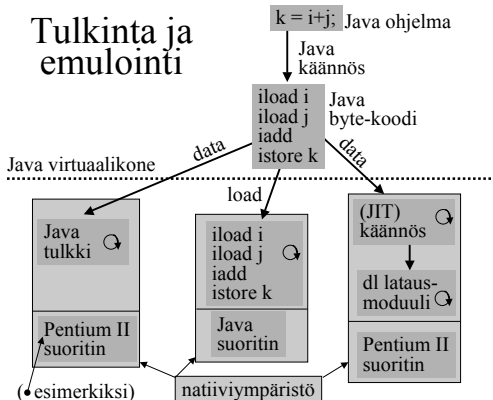 Tulkinta ja
emulointi
k = i+j;
Java ohjelma
Java
käännös
iload i
iload j
iadd
istore k
Java
byte-koodi
data
data
Java virtuaalikone
load
Java
tulkki
Pentium II
suoritin
iload i
iload j
iadd
istore k
Java
suoritin
(JIT)
käännös
dl lataus-
moduuli
Pentium II
suoritin
(• esimerkiksi)
natiiviympäristö